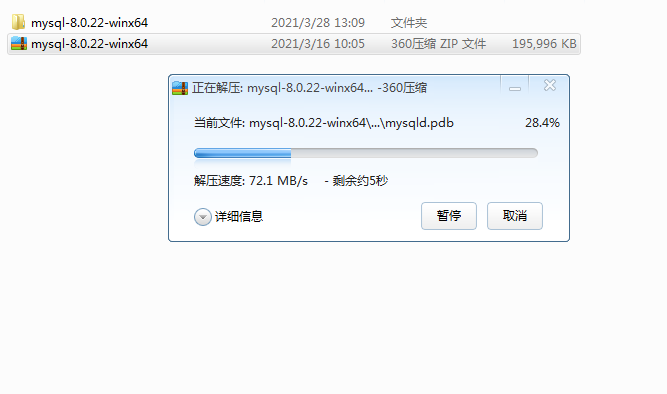 mysql-8.0.22-winx64 2021/3/28 13:09 文件夹
mysql-8.0.22-winx64 2021/3/16 10:05 360压缩 ZIP 文件 195,996 KB
正在解压: mysql-8.0.22-winx64... -360压缩
当前文件: mysql-8.0.22-winx64\...\mysqld.pdb 28.4%
解压速度: 72.1 MB/s - 剩余约5秒
详细信息 暂停 取消